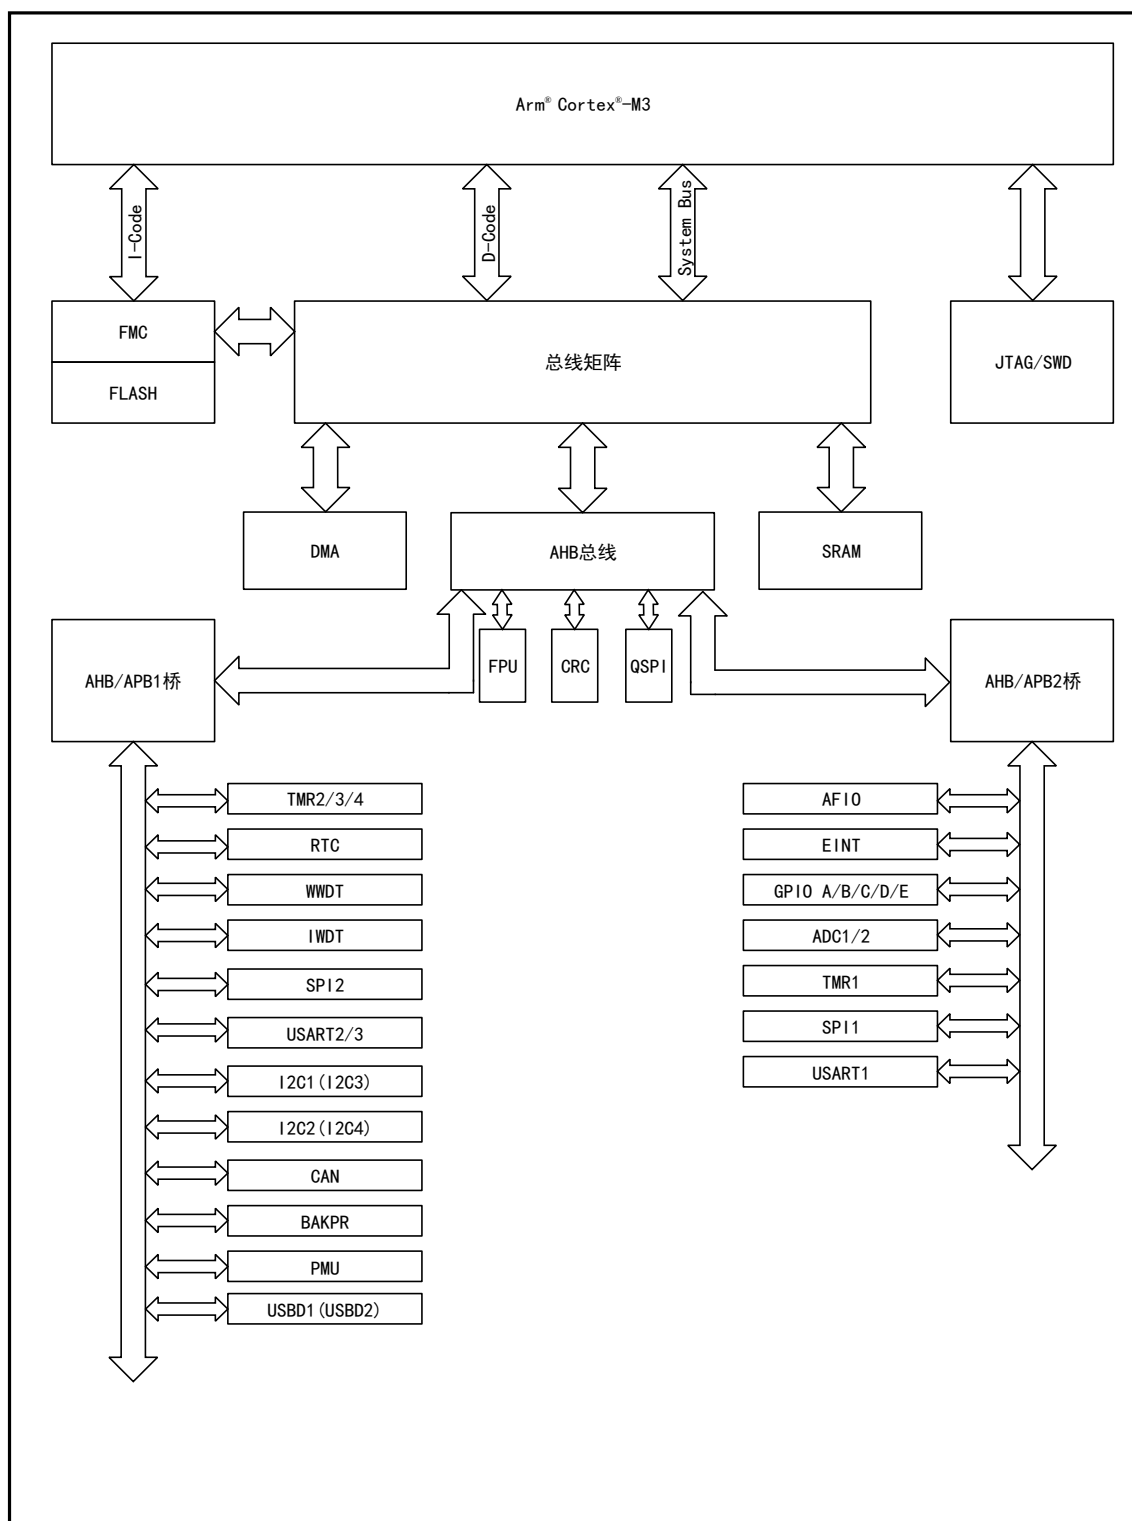 Arm® Cortex®-M3
I-Code
D-Code
System Bus
FMC
FLASH
总线矩阵
JTAG/SWD
DMA
AHB总线
SRAM
AHB/APB1桥
FPU
CRC
QSPI
AHB/APB2桥
TMR2/3/4
RTC
WWDT
IWDT
SPI2
USART2/3
I2C1(I2C3)
I2C2(I2C4)
CAN
BAKPR
PMU
USBD1(USBD2)
AFIO
EINT
GPIO A/B/C/D/E
ADC1/2
TMR1
SPI1
USART1